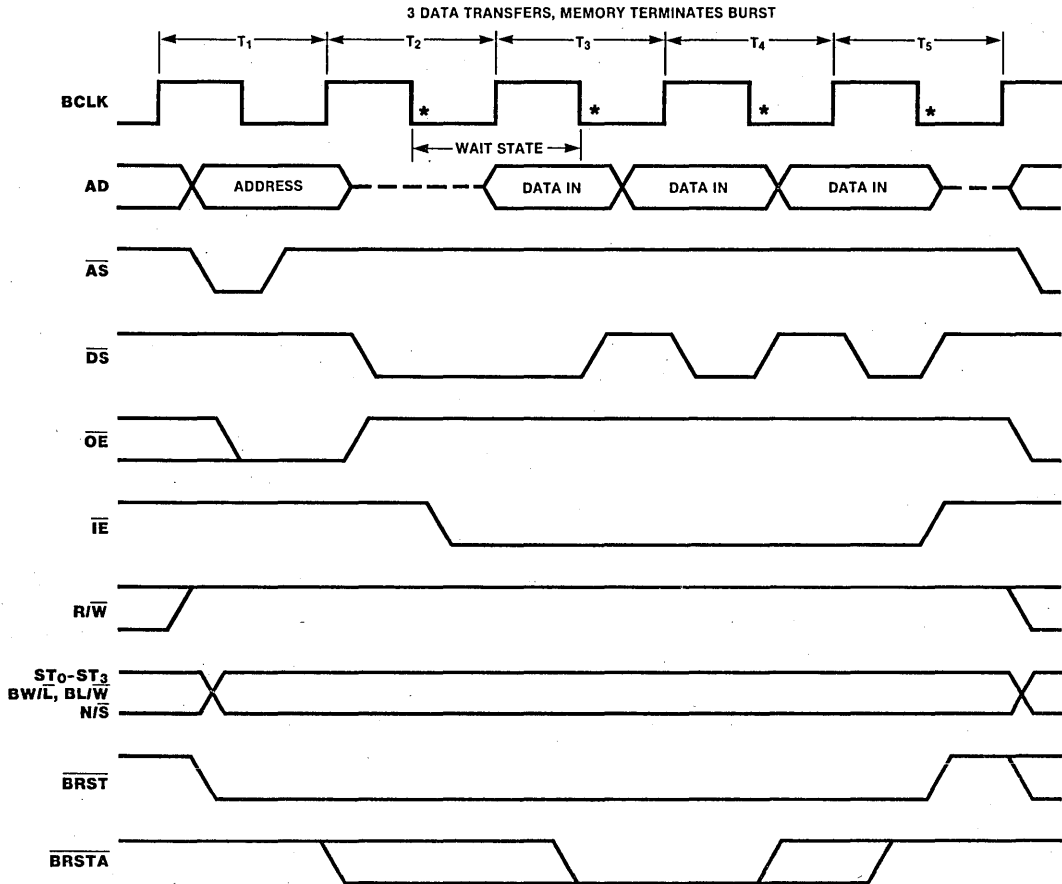 3 DATA TRANSFERS, MEMORY TERMINATES BURST
T1 T2 T3 T4 T5
BCLK * * * *
WAIT STATE
AD ADDRESS DATA IN DATA IN DATA IN
AS
DS
OE
IE
R/W
ST0-ST3
BW/L, BL/W
N/S
BRST
BRSTA